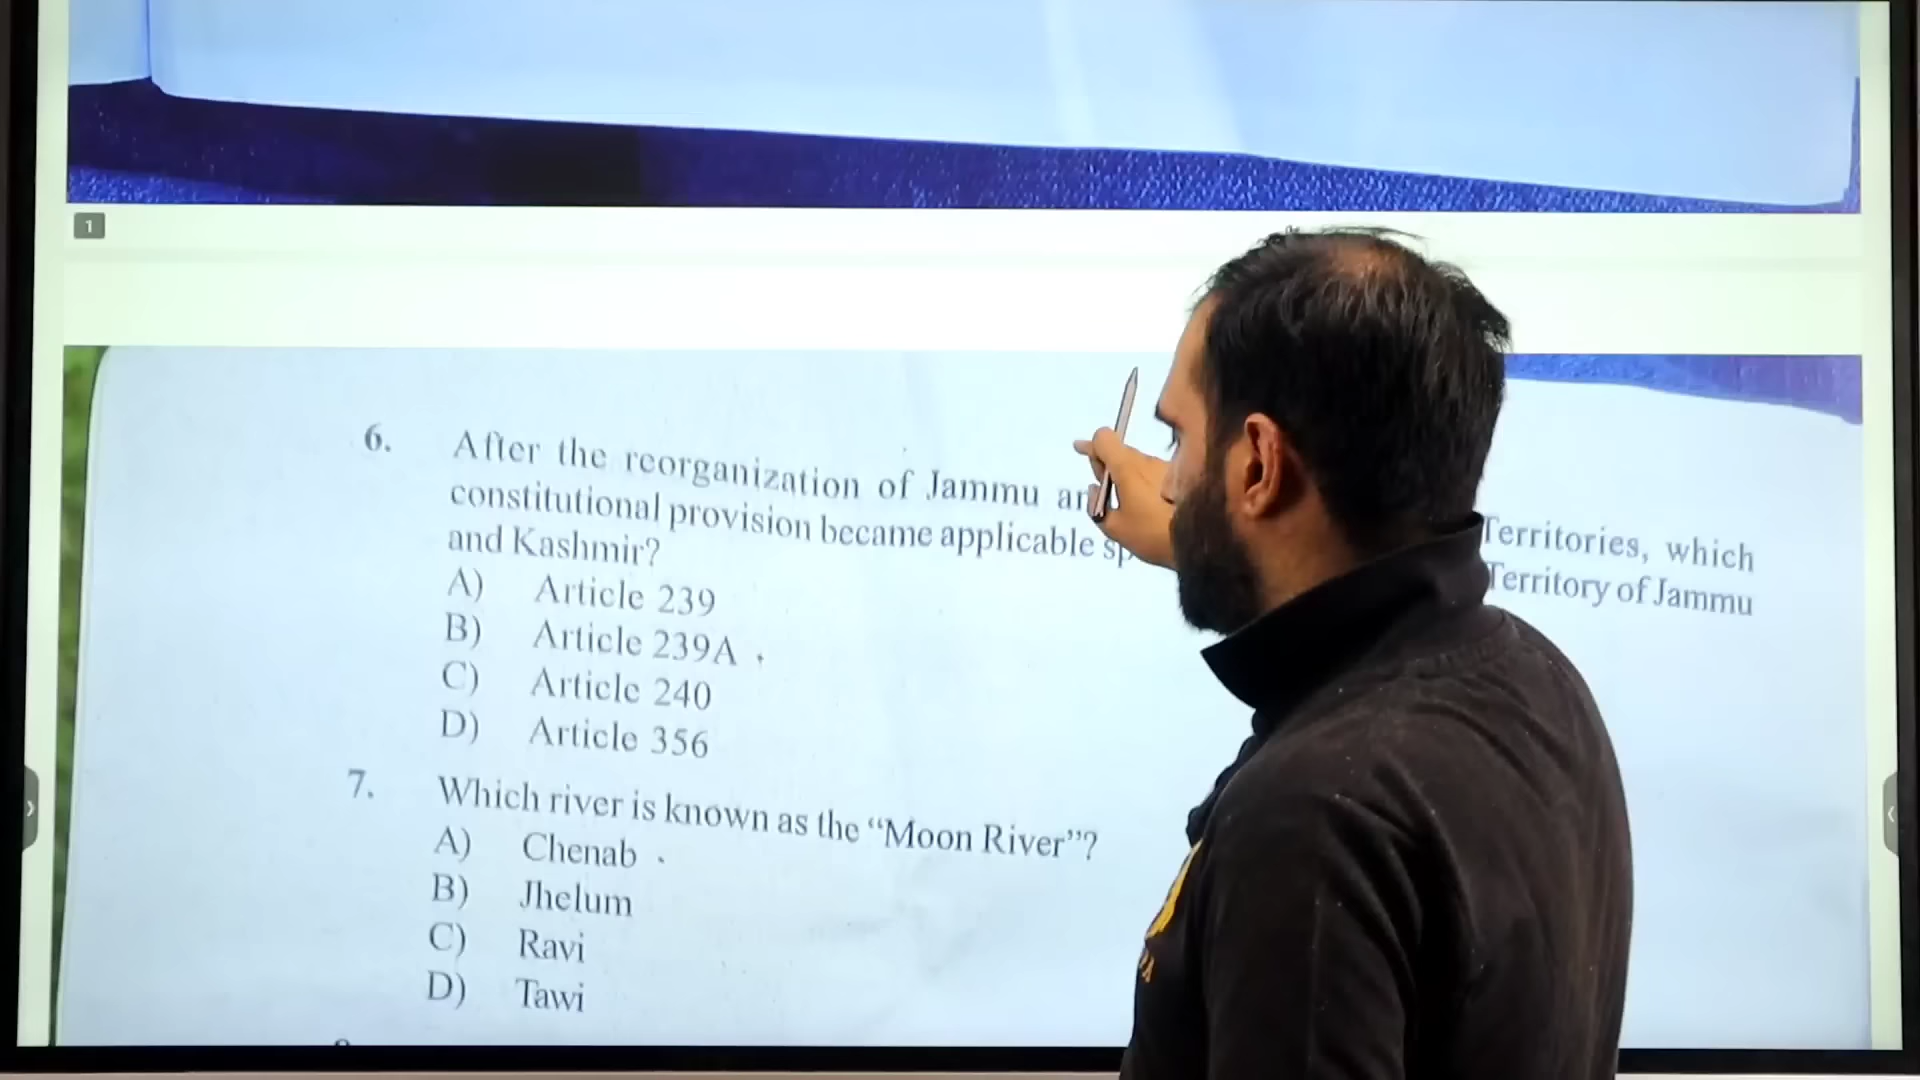 1
6. After the reorganization of Jammu Territories, which
constitutional provision became applicable Territory of Jammu
and Kashmir?
A) Article 239
B) Article 239A
C) Article 240
D) Article 356
7. Which river is known as the “Moon River”?
A) Chenab
B) Jhelum
C) Ravi
D) Tawi